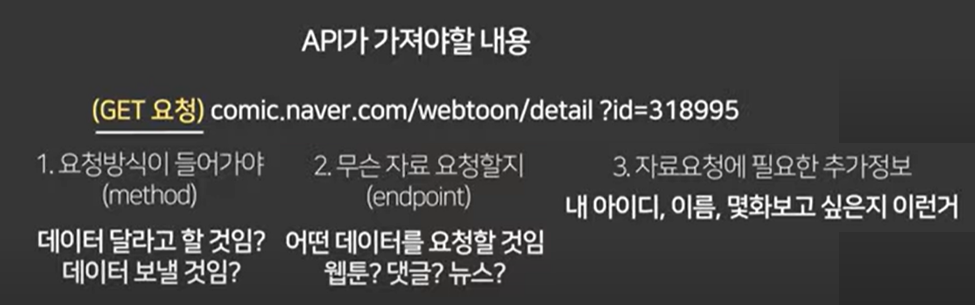 API가 가져야할 내용
(GET 요청) comic.naver.com/webtoon/detail ?id=318995
1. 요청방식이 들어가야
(method)
데이터 달라고 할 것임?
데이터 보낼 것임?
2. 무슨 자료 요청할지
(endpoint)
어떤 데이터를 요청할 것임
웹툰? 댓글? 뉴스?
3. 자료요청에 필요한 추가정보
내 아이디, 이름, 몇화보고 싶은지 이런거